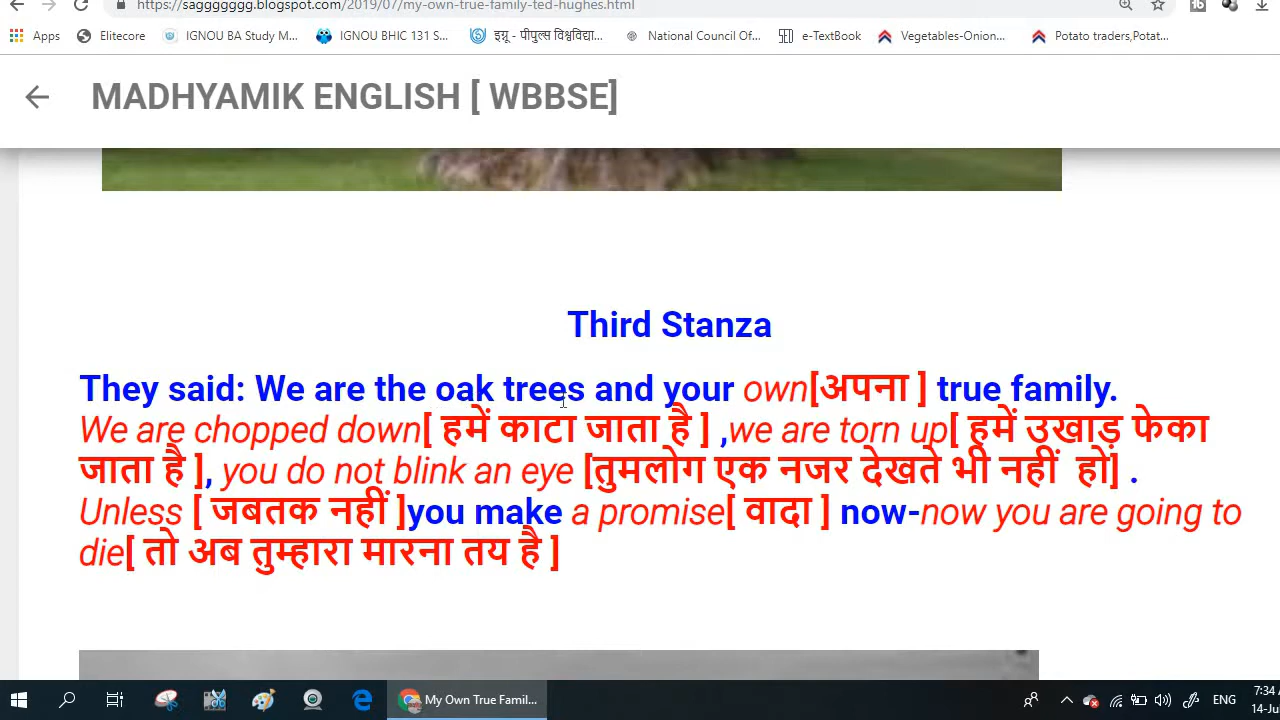 https://saggggggg.blogspot.com/2019/07/my-own-true-family-ted-hughes.html
Apps Elitecore IGNOU BA Study M... IGNOU BHIC 131 S... इग्नू - पीपुल्स विश्वविद्या... National Council Of... e-TextBook Vegetables-Onion... Potato traders,Potat...
MADHYAMIK ENGLISH [ WBBSE]
Third Stanza
They said: We are the oak trees and your own[अपना ] true family.
We are chopped down[ हमें काटा जाता है ] ,we are torn up[ हमें उखाड़ फेका
जाता है ], you do not blink an eye [तुमलोग एक नजर देखते भी नहीं हो] .
Unless [ जबतक नहीं ]you make a promise[ वादा ] now-now you are going to
die[ तो अब तुम्हारा मारना तय है ]
My Own True Famil...
ENG
7:34
14-Ju